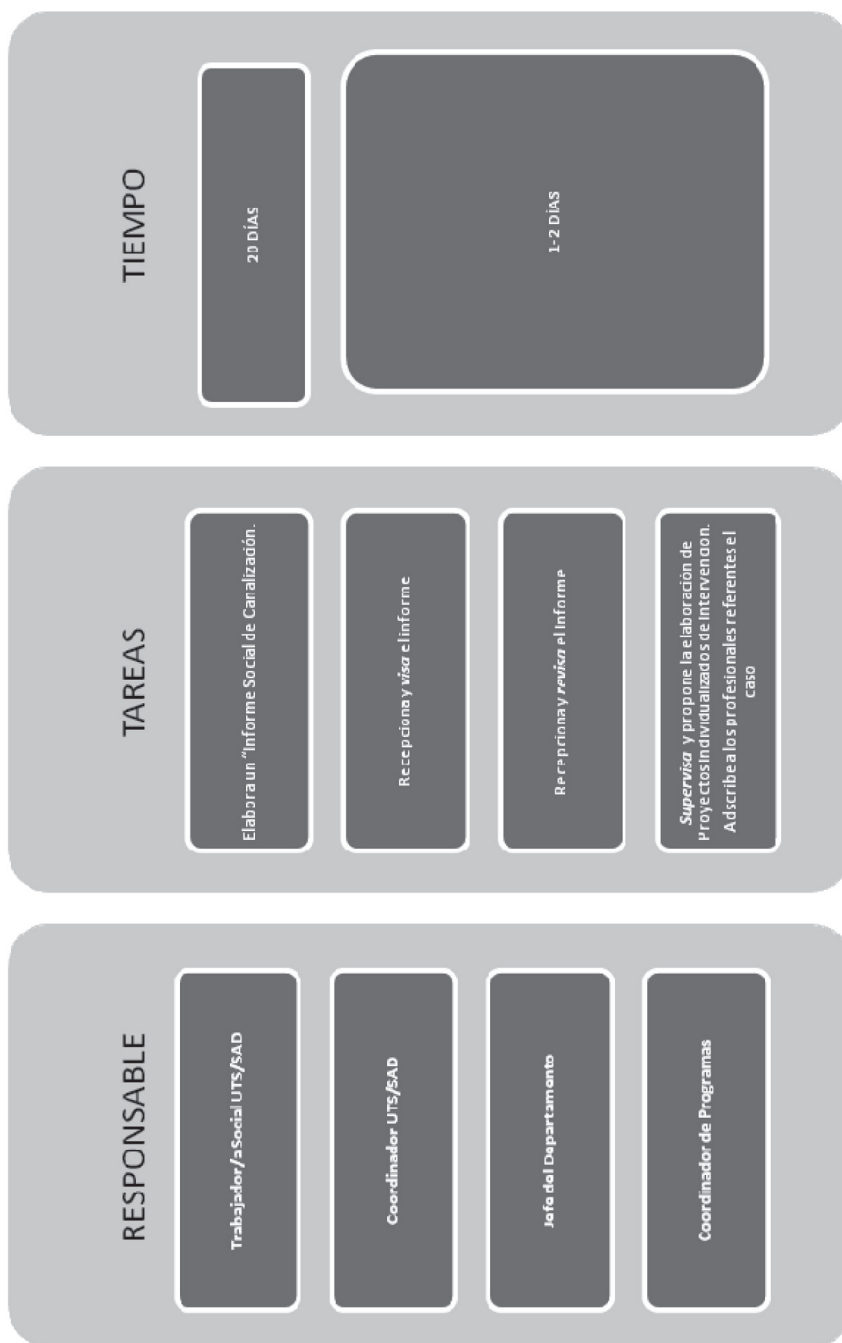 RESPONSABLE
Trabajador/a Social UTS/SAD
Coordinador UTS/SAD
Jefe del Departamento
Coordinador de Programas
TAREAS
Elabora un “Informe Social de Canalización.
Recepciona y visa el informe
Recepciona y revisa el Informe
Supervisa y propone la elaboración de
Proyectos Individualizados de Intervencion.
Adscribe a los profesionales referentes el
caso
TIEMPO
20 DÍAS
1-2 DÍAS